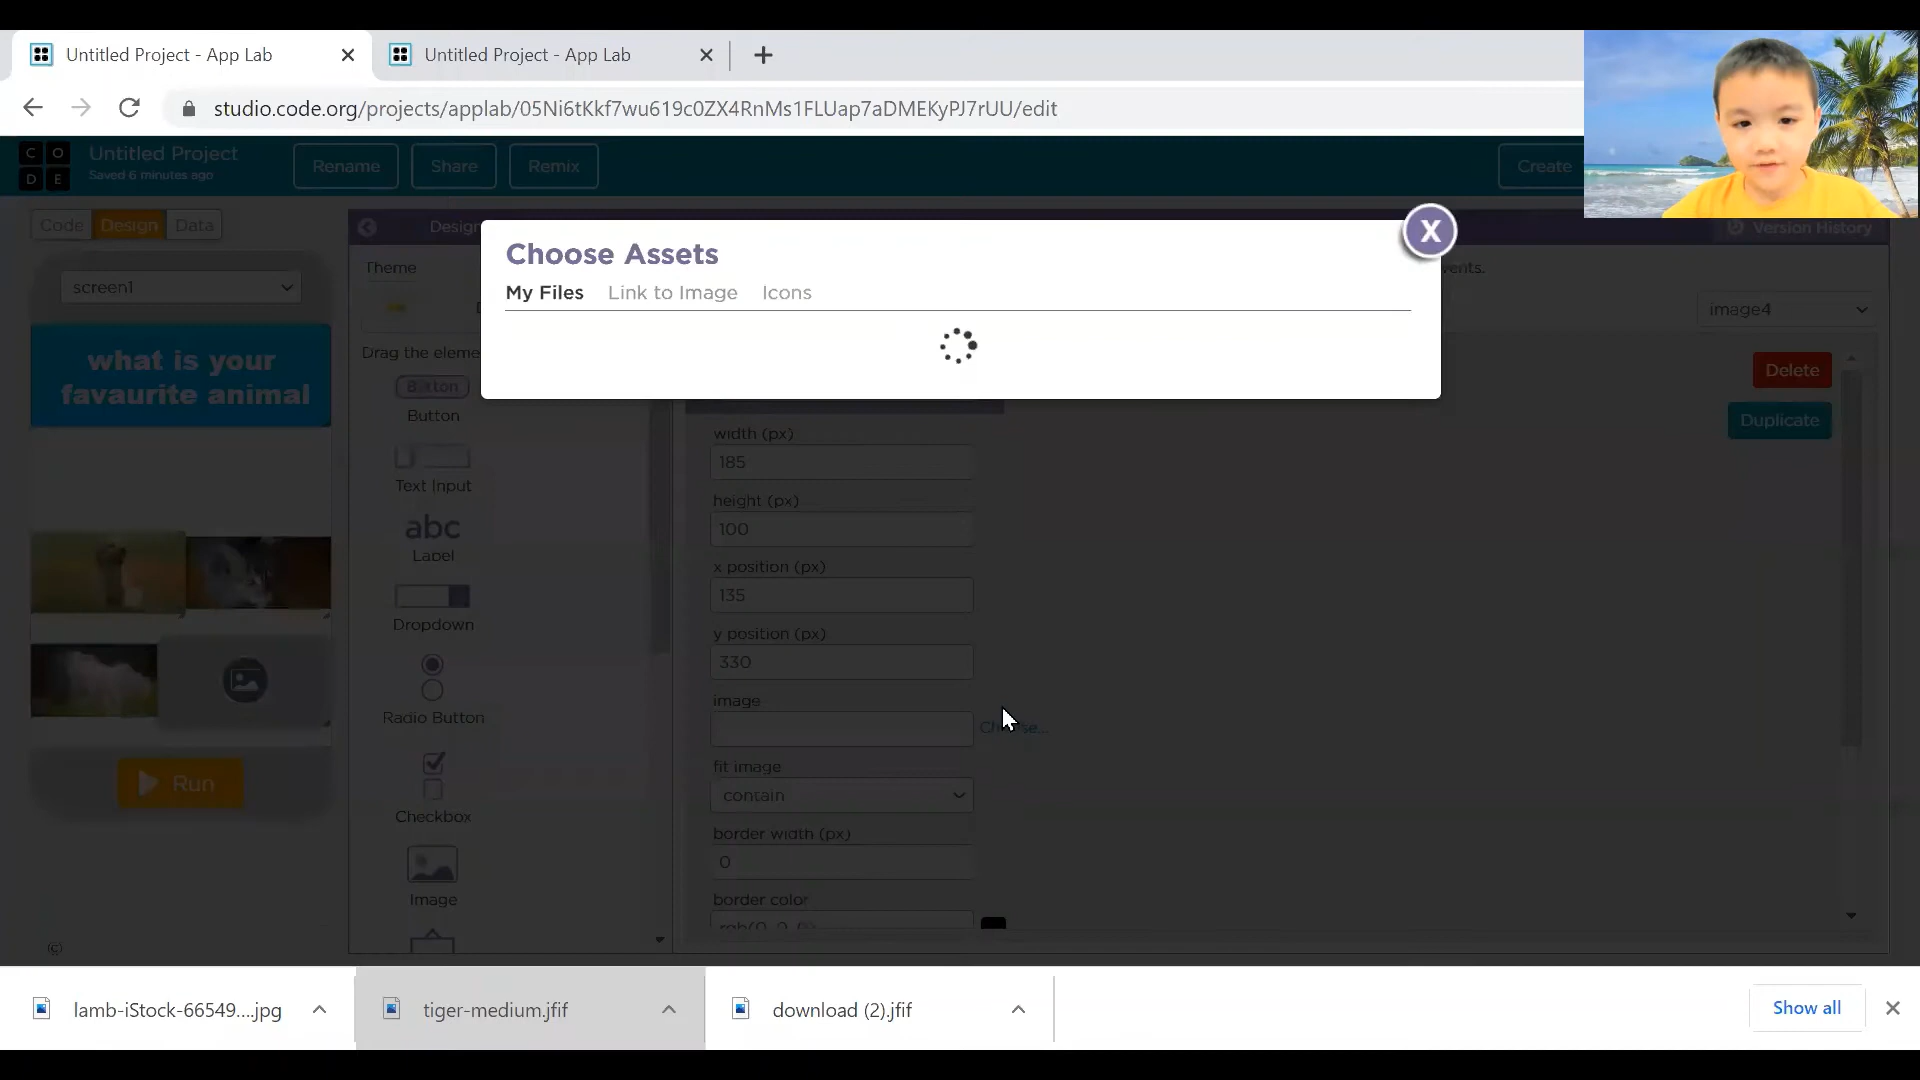 Untitled Project - App Lab
Untitled Project - App Lab
studio.code.org/projects/applab/05Ni6tKkf7wu619c0ZX4RnMs1FLUap7aDMEKyPJ7rUU/edit
C O
D E
Untitled Project
Saved 6 minutes ago
Rename
Share
Remix
Create
Code
Design
Data
Design
Version History
Choose Assets
X
My Files
Link to Image
Icons
screen1
what is your
favaurite animal
Run
Theme
Drag the eleme
Button
Button
Text Input
abc
Label
Dropdown
Radio Button
Checkbox
Image
image4
Delete
Duplicate
width (px)
185
height (px)
100
x position (px)
135
y position (px)
330
image
fit image
contain
border width (px)
0
border color
lamb-iStock-66549....jpg
tiger-medium.jfif
download (2).jfif
Show all